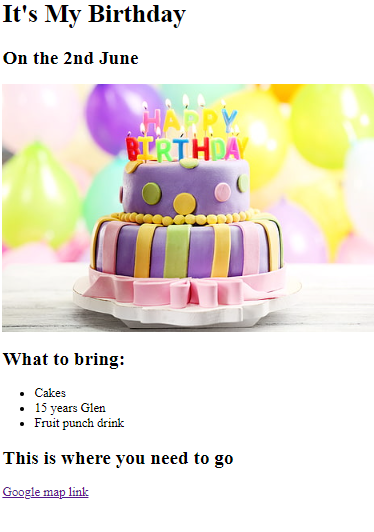 It's My Birthday
On the 2nd June
HAPPY
BIRTHDAY
What to bring:
Cakes
15 years Glen
Fruit punch drink
This is where you need to go
Google map link